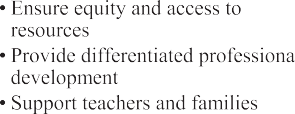 • Ensure equity and access to
resources
• Provide differentiated professiona
development
• Support teachers and families